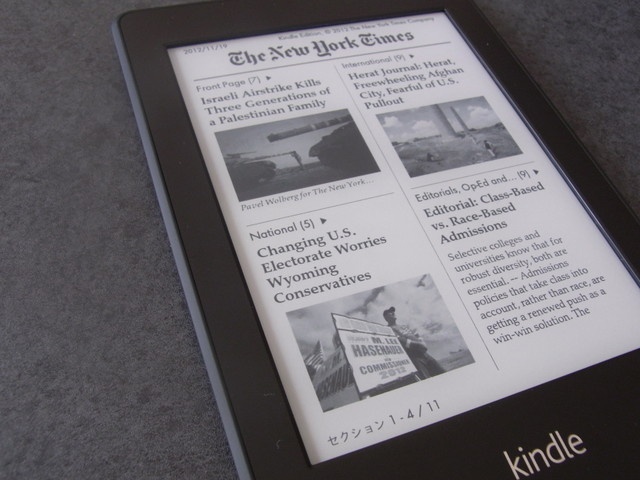 2012/11/19
Kindle Edition, © 2012 The New York Times Company
The New York Times
Front Page (7) ▶
Israeli Airstrike Kills
Three Generations of
a Palestinian Family
Pavel Wolberg for The New York...
International (9) ▶
Herat Journal: Herat,
Freewheeling Afghan
City, Fearful of U.S.
Pullout
National (5) ▶
Changing U.S.
Electorate Worries
Wyoming
Conservatives
M. LEE
HASENAUER
COMMISSIONER
2012
Editorials, OpEd and... (9) ▶
Editorial: Class-Based
vs. Race-Based
Admissions
Selective colleges and
universities know that for
robust diversity, both are
essential. — Admissions
policies that take class into
account, rather than race, are
getting a renewed push as a
win-win solution. The
セクション 1 - 4 / 11
kindle